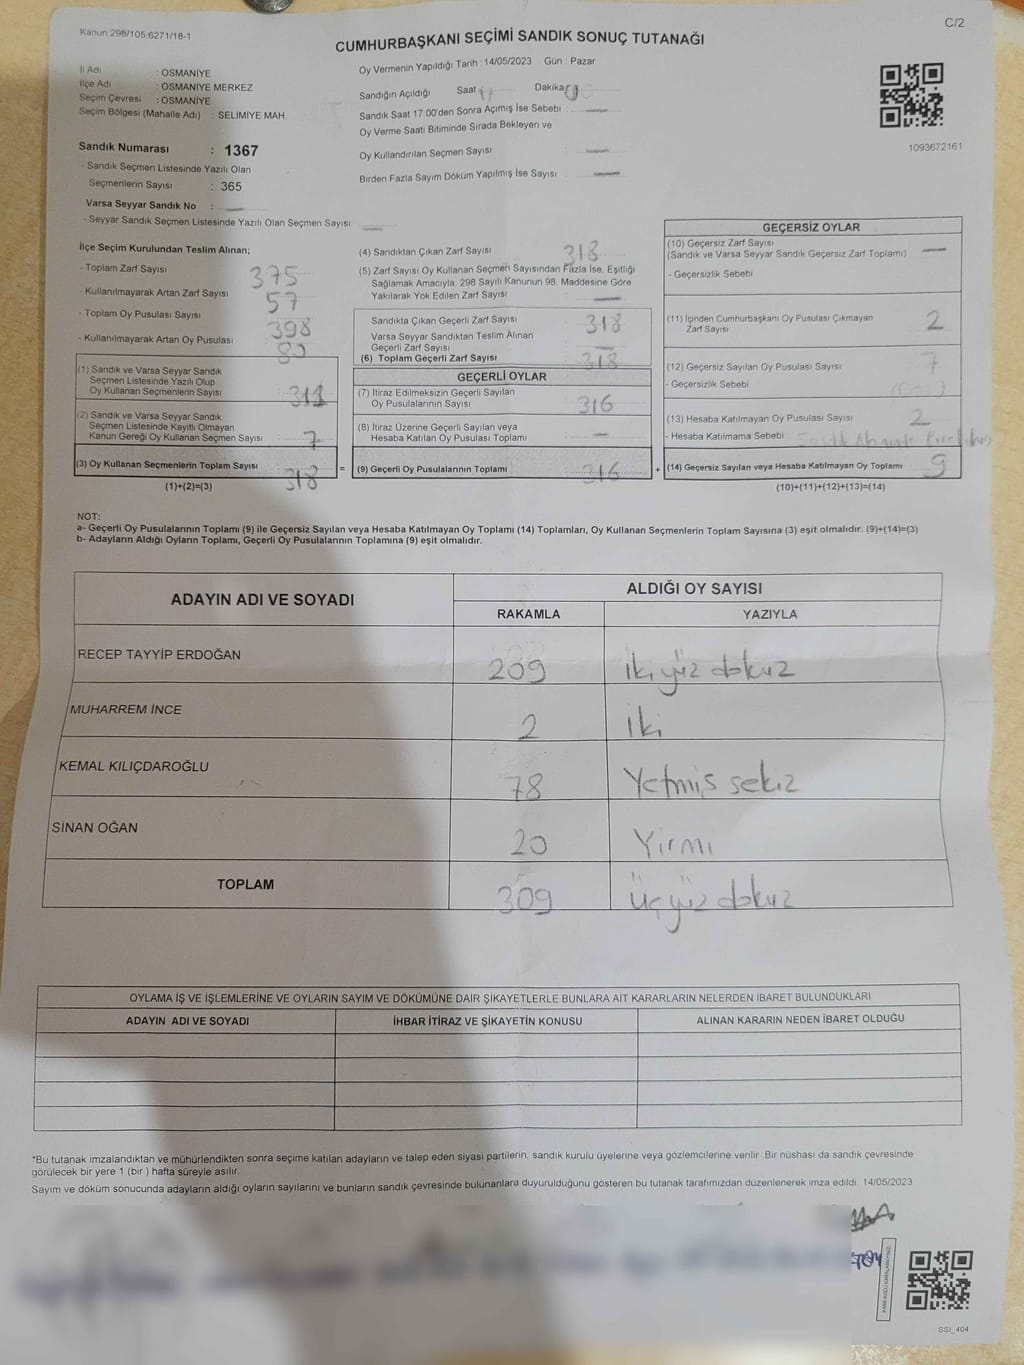 Kanun.298/105.6271/18-1
C/2
CUMHURBAŞKANI SEÇİMİ SANDIK SONUÇ TUTANAĞI
İl Adı : OSMANİYE
İlçe Adı : OSMANİYE MERKEZ
Seçim Çevresi : OSMANİYE
Seçim Bölgesi (Mahalle Adı) : SELİMİYE MAH.
Oy Vermenin Yapıldığı Tarih : 14/05/2023 Gün : Pazar
Sandığın Açıldığı Saat Dakika
Sandık Saat 17:00'den Sonra Açımış İse Sebebi
Oy Verme Saati Bitiminde Sırada Bekleyen ve
Oy Kullandırılan Seçmen Sayısı
Birden Fazla Sayım Döküm Yapılmış İse Sayısı
1093672161
Sandık Numarası : 1367
- Sandık Seçmen Listesinde Yazılı Olan
Seçmenlerin Sayısı : 365
Varsa Seyyar Sandık No :
- Seyyar Sandık Seçmen Listesinde Yazılı Olan Seçmen Sayısı
İlçe Seçim Kurulundan Teslim Alınan;
- Toplam Zarf Sayısı 375
- Kullanılmayarak Artan Zarf Sayısı 57
- Toplam Oy Pusulası Sayısı 398
- Kullanılmayarak Artan Oy Pusulası 80
(1) Sandık ve Varsa Seyyar Sandık
Seçmen Listesinde Yazılı Olup
Oy Kullanan Seçmenlerin Sayısı 311
(2) Sandık ve Varsa Seyyar Sandık
Seçmen Listesinde Kayıtlı Olmayan
Kanun Gereği Oy Kullanan Seçmen Sayısı 7
(3) Oy Kullanan Seçmenlerin Toplam Sayısı 318 =
(1)+(2)=(3)
(4) Sandıktan Çıkan Zarf Sayısı 318
(5) Zarf Sayısı Oy Kullanan Seçmen Sayısından Fazla İse, Eşitliği
Sağlamak Amacıyla, 298 Sayılı Kanunun 98. Maddesine Göre
Yakılarak Yok Edilen Zarf Sayısı
Sandıkta Çıkan Geçerli Zarf Sayısı 318
Varsa Seyyar Sandıktan Teslim Alınan
Geçerli Zarf Sayısı
(6) Toplam Geçerli Zarf Sayısı 318
GEÇERLİ OYLAR
(7) İtiraz Edilmeksizin Geçerli Sayılan
Oy Pusulalarının Sayısı 316
(8) İtiraz Üzerine Geçerli Sayılan veya
Hesaba Katılan Oy Pusulası Toplamı
(9) Geçerli Oy Pusulalarının Toplamı 316 +
GEÇERSİZ OYLAR
(10) Geçersiz Zarf Sayısı
(Sandık ve Varsa Seyyar Sandık Geçersiz Zarf Toplamı)
- Geçersizlik Sebebi
(11) İçinden Cumhurbaşkanı Oy Pusulası Çıkmayan
Zarf Sayısı 2
(12) Geçersiz Sayılan Oy Pusulası Sayısı 7
- Geçersizlik Sebebi
(13) Hesaba Katılmayan Oy Pusulası Sayısı 2
- Hesaba Katılmama Sebebi
(14) Geçersiz Sayılan veya Hesaba Katılmayan Oy Toplamı 9
(10)+(11)+(12)+(13)=(14)
NOT:
a- Geçerli Oy Pusulalarının Toplamı (9) ile Geçersiz Sayılan veya Hesaba Katılmayan Oy Toplamı (14) Toplamları, Oy Kullanan Seçmenlerin Toplam Sayısına (3) eşit olmalıdır. (9)+(14)=(3)
b- Adayların Aldığı Oyların Toplamı, Geçerli Oy Pusulalarının Toplamına (9) eşit olmalıdır.
ADAYIN ADI VE SOYADI
ALDIĞI OY SAYISI
RAKAMLA YAZIYLA
RECEP TAYYİP ERDOĞAN 209 iki yüz dokuz
MUHARREM İNCE 2 iki
KEMAL KILIÇDAROĞLU 78 Yetmiş sekiz
SİNAN OĞAN 20 Yirmi
TOPLAM 309 üç yüz dokuz
OYLAMA İŞ VE İŞLEMLERİNE VE OYLARIN SAYIM VE DÖKÜMÜNE DAİR ŞİKAYETLERLE BUNLARA AİT KARARLARIN NELERDEN İBARET BULUNDUKLARI
ADAYIN ADI VE SOYADI İHBAR İTİRAZ VE ŞİKAYETİN KONUSU ALINAN KARARIN NEDEN İBARET OLDUĞU
*Bu tutanak imzalandıktan ve mühürlendikten sonra seçime katılan adayların ve talep eden siyasi partilerin, sandık kurulu üyelerine veya gözlemcilerine verilir. Bir nüshası da sandık çevresinde
görülecek bir yere 1 (bir ) hafta süreyle asılır.
Sayım ve döküm sonucunda adayların aldığı oyların sayılarını ve bunların sandık çevresinde bulunanlara duyurulduğunu gösteren bu tutanak tarafımızdan düzenlenerek imza edildi. 14/05/2023
SSI_404